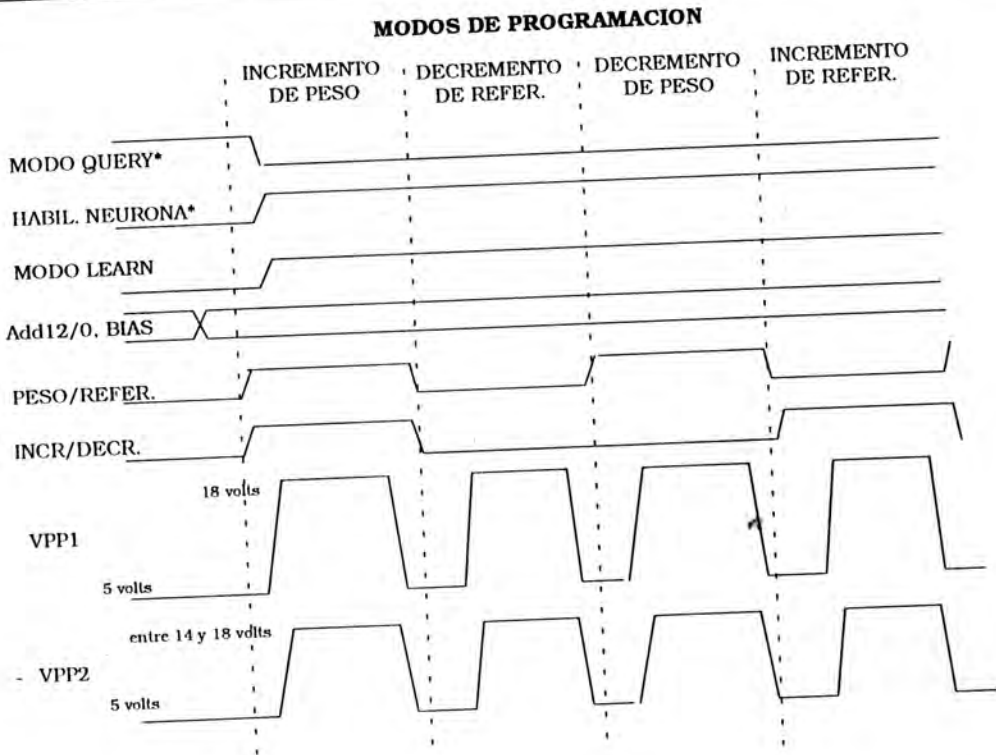 MODOS DE PROGRAMACION
INCREMENTO DE PESO
DECREMENTO DE REFER.
DECREMENTO DE PESO
INCREMENTO DE REFER.
MODO QUERY*
HABIL. NEURONA*
MODO LEARN
Add12/0. BIAS
PESO/REFER.
INCR/DECR.
18 volts
VPP1
5 volts
entre 14 y 18 volts
- VPP2
5 volts